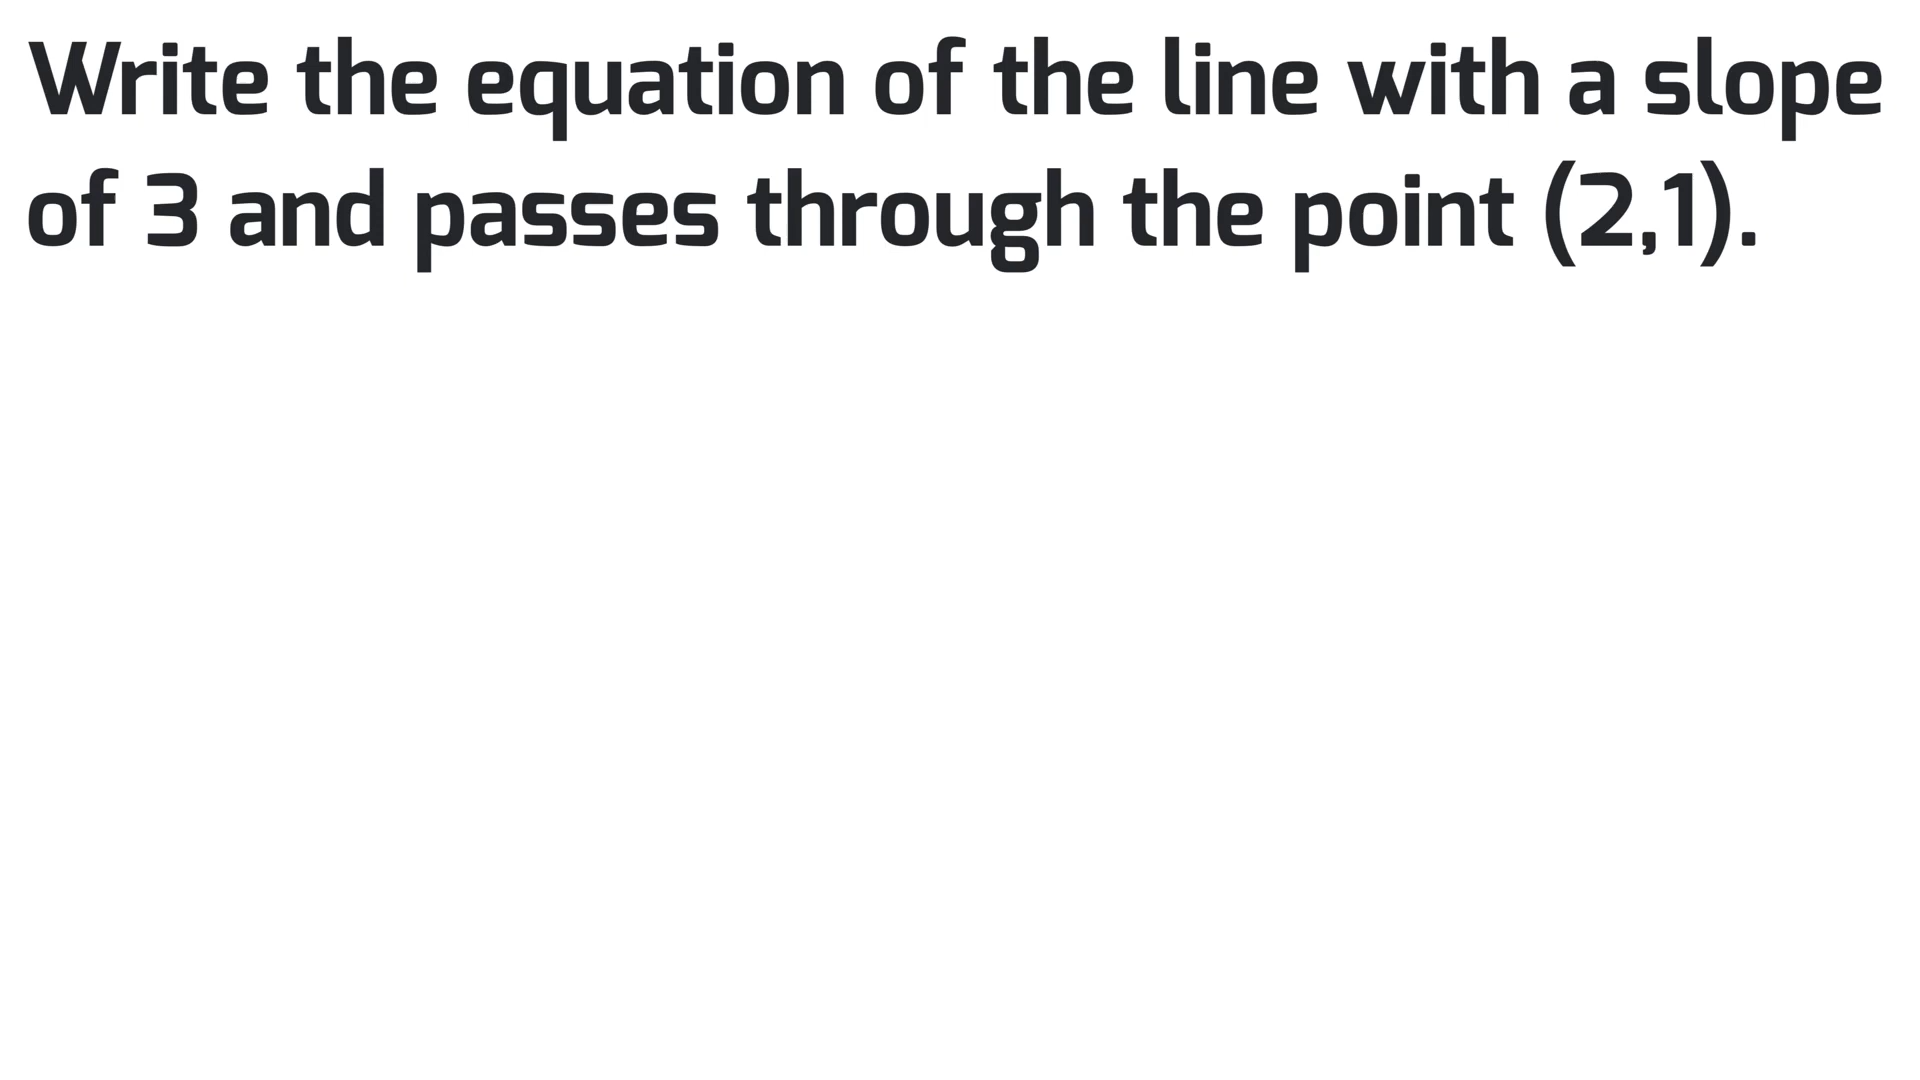 Write the equation of the line with a slope
of 3 and passes through the point (2,1).